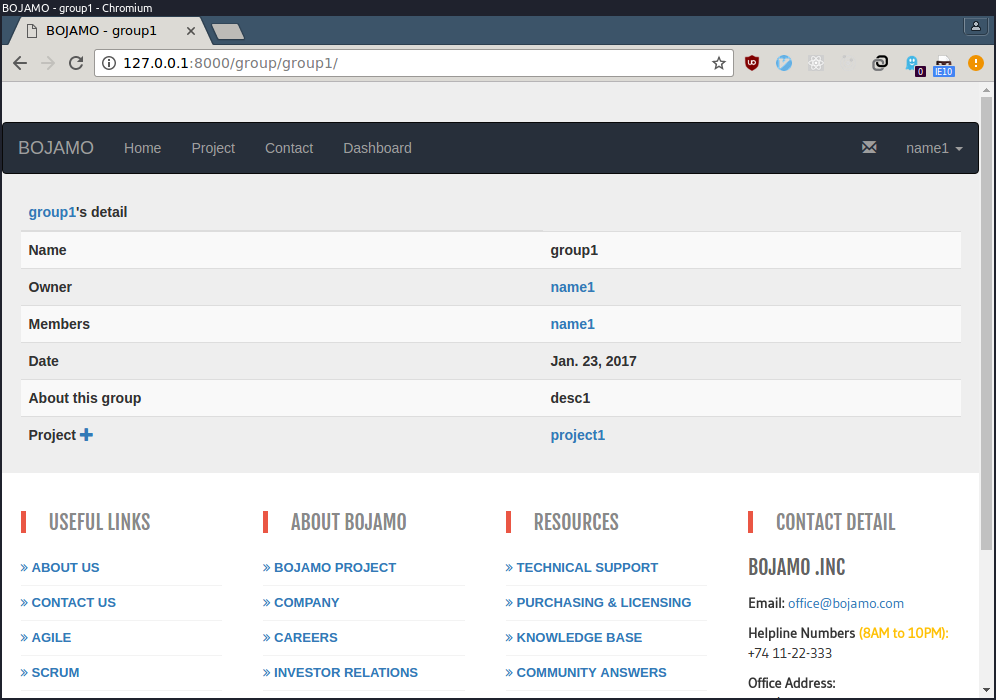 BOJAMO - group1 - Chromium
BOJAMO - group1
127.0.0.1:8000/group/group1/
UD
0
IE10
BOJAMO Home Project Contact Dashboard name1
group1's detail
Name group1
Owner name1
Members name1
Date Jan. 23, 2017
About this group desc1
Project project1
USEFUL LINKS
» ABOUT US
» CONTACT US
» AGILE
» SCRUM
ABOUT BOJAMO
» BOJAMO PROJECT
» COMPANY
» CAREERS
» INVESTOR RELATIONS
RESOURCES
» TECHNICAL SUPPORT
» PURCHASING & LICENSING
» KNOWLEDGE BASE
» COMMUNITY ANSWERS
CONTACT DETAIL
BOJAMO .INC
Email: office@bojamo.com
Helpline Numbers (8AM to 10PM):
+74 11-22-333
Office Address: